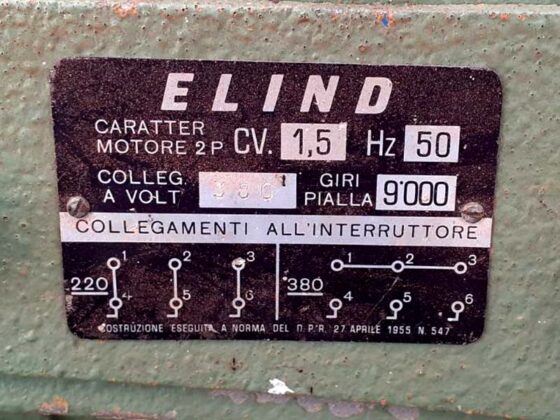 ELIND
CARATTER
MOTORE 2 P CV. 1,5 Hz 50
COLLEG.
A VOLT 380
GIRI
PIALLA 9'000
COLLEGAMENTI ALL'INTERRUTTORE
1 2 3 1 2 3
220 380
4 5 6 4 5 6
COSTRUZIONE ESEGUITA A NORMA DEL D.P.R. 27 APRILE 1955 N. 547